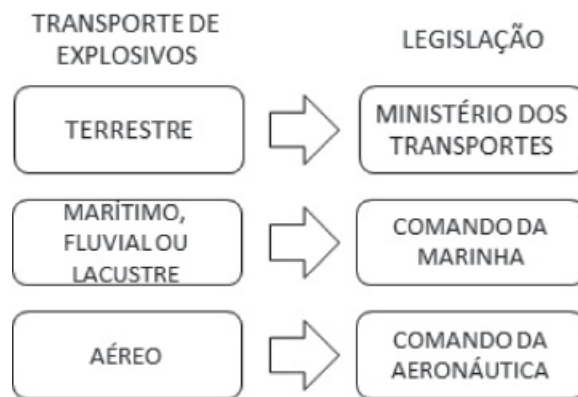 TRANSPORTE DE
EXPLOSIVOS
LEGISLAÇÃO
TERRESTRE
MINISTÉRIO DOS
TRANSPORTES
MARÍTIMO,
FLUVIAL OU
LACUSTRE
COMANDO DA
MARINHA
AÉREO
COMANDO DA
AERONÁUTICA